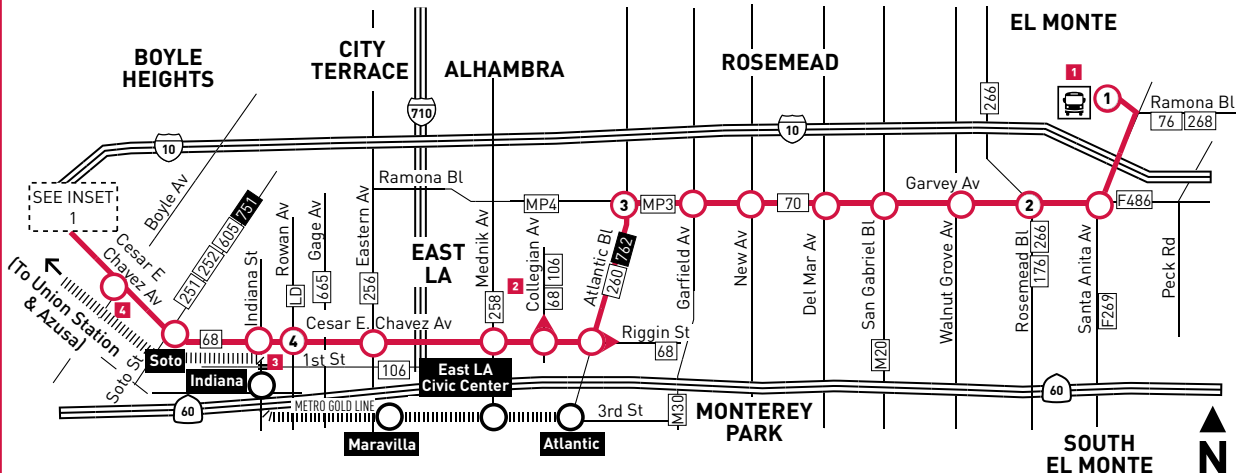 EL MONTE
BOYLE
HEIGHTS
CITY
TERRACE
ALHAMBRA
ROSEMEAD
1
1
Ramona Bl
76 268
266
710
10
10
Ramona Bl
SEE INSET
1
Boyle Av
MP4
3
MP3
70
Garvey Av
2
F486
Cesar E
Chavez Av
251 252 605 751
Indiana St
Rowan Av
LD
Gage Av
665
Eastern Av
256
EAST
LA
Mednik Av
258
2
Collegian Av
68 106
Atlantic Bl
260 762
Garfield Av
New Av
Del Mar Av
San Gabriel Bl
M20
Walnut Grove Av
Rosemead Bl
176 266
Santa Anita Av
F269
Peck Rd
(To Union Station
& Azusa)
4
68
4
Cesar E. Chavez Av
Riggin St
68
Soto
Soto St
3
1st St
106
Indiana
East LA
Civic Center
60
60
METRO GOLD LINE
3rd St
M30
Maravilla
Atlantic
MONTEREY
PARK
SOUTH
EL MONTE
N